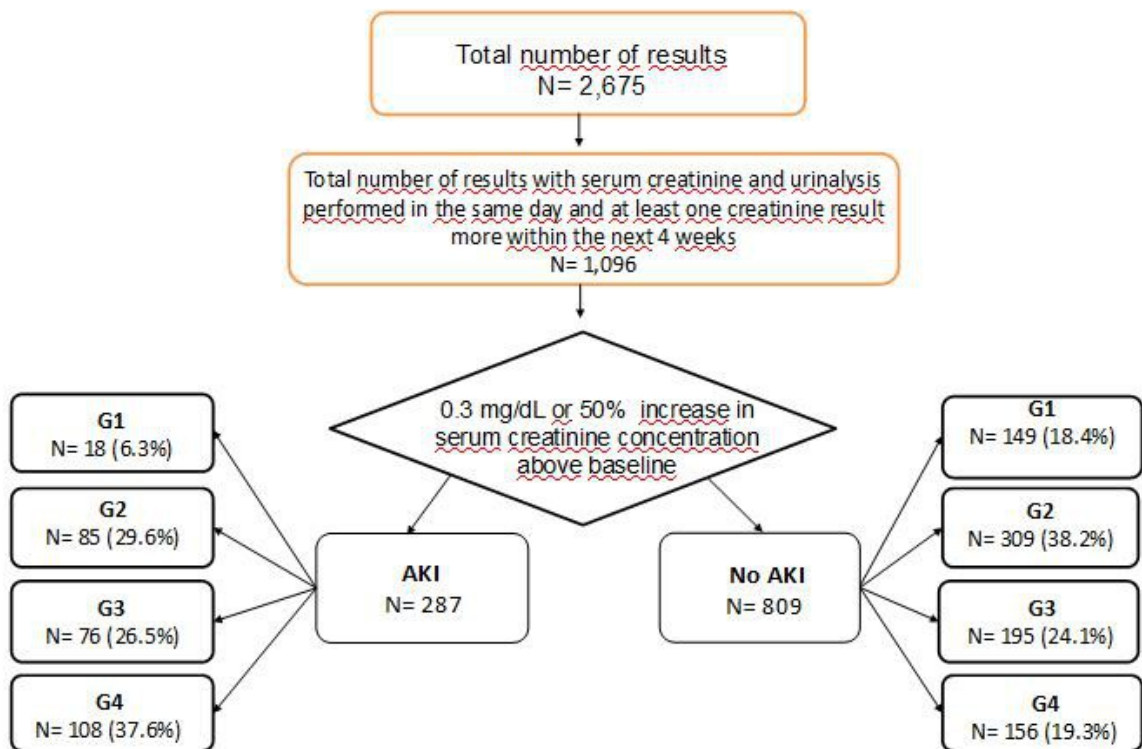 Total number of results
N= 2,675
Total number of results with serum creatinine and urinalysis
performed in the same day and at least one creatinine result
more within the next 4 weeks
N= 1,096
0.3 mg/dL or 50% increase in
serum creatinine concentration
above baseline
G1
N= 18 (6.3%)
G2
N= 85 (29.6%)
G3
N= 76 (26.5%)
G4
N= 108 (37.6%)
AKI
N= 287
No AKI
N= 809
G1
N= 149 (18.4%)
G2
N= 309 (38.2%)
G3
N= 195 (24.1%)
G4
N= 156 (19.3%)